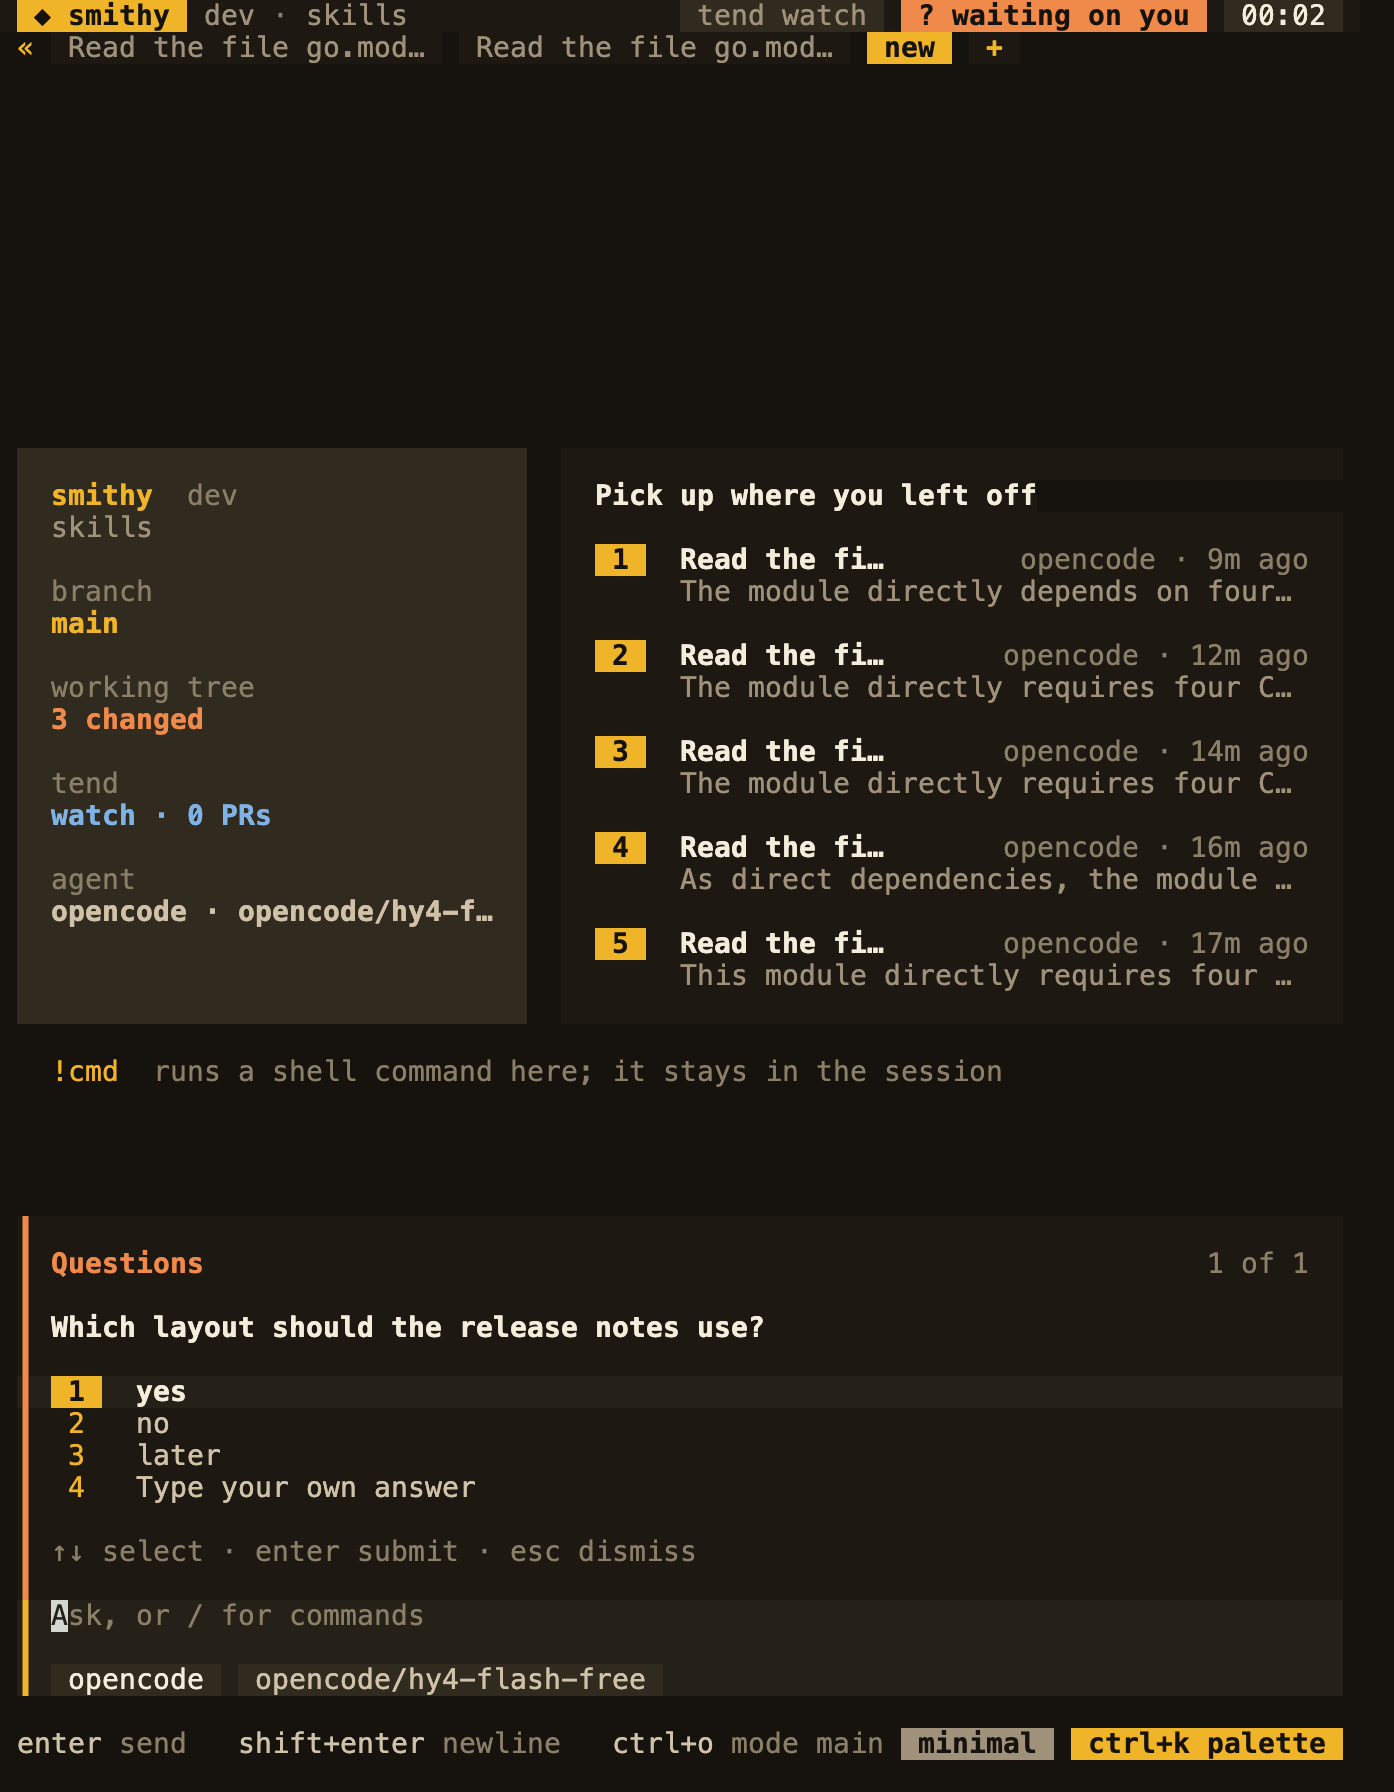 ◆ smithy dev · skills tend watch ? waiting on you 00:02
« Read the file go.mod… Read the file go.mod… new +
smithy dev
skills
branch
main
working tree
3 changed
tend
watch · 0 PRs
agent
opencode · opencode/hy4-f…
Pick up where you left off
1 Read the fi… opencode · 9m ago
The module directly depends on four…
2 Read the fi… opencode · 12m ago
The module directly requires four C…
3 Read the fi… opencode · 14m ago
The module directly requires four C…
4 Read the fi… opencode · 16m ago
As direct dependencies, the module …
5 Read the fi… opencode · 17m ago
This module directly requires four …
!cmd runs a shell command here; it stays in the session
Questions 1 of 1
Which layout should the release notes use?
1 yes
2 no
3 later
4 Type your own answer
↑↓ select · enter submit · esc dismiss
Ask, or / for commands
opencode opencode/hy4-flash-free
enter send shift+enter newline ctrl+o mode main minimal ctrl+k palette